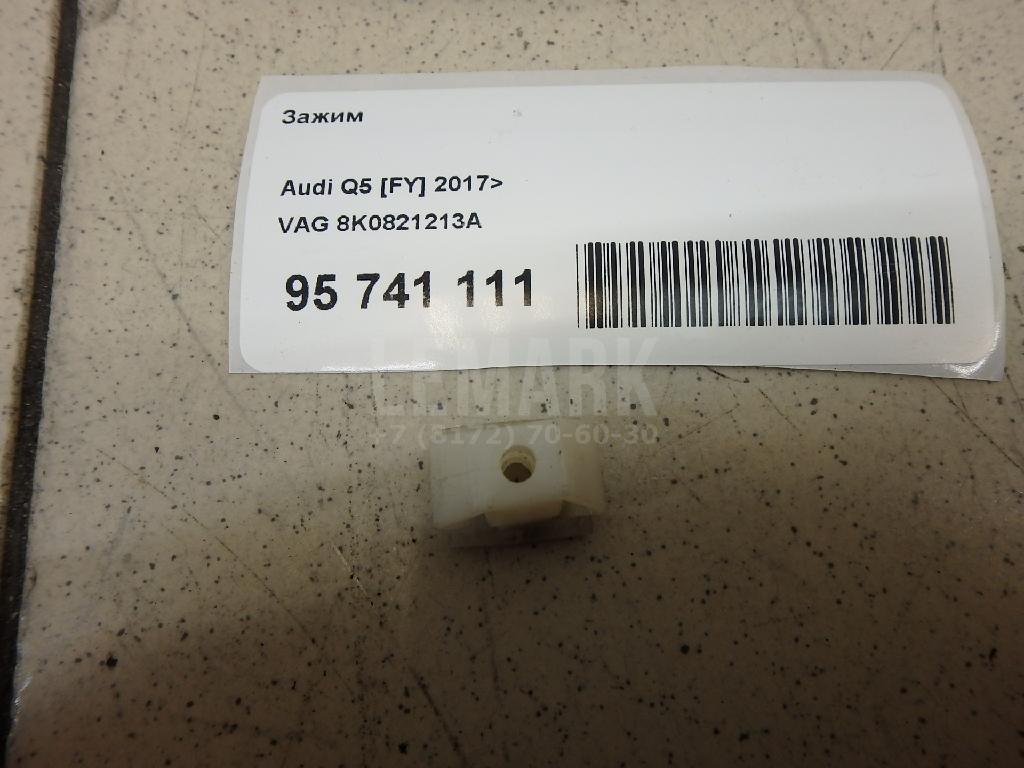 Зажим
Audi Q5 [FY] 2017>
VAG 8K0821213A
95 741 111
LEMARK
+7 (8172) 70-60-30